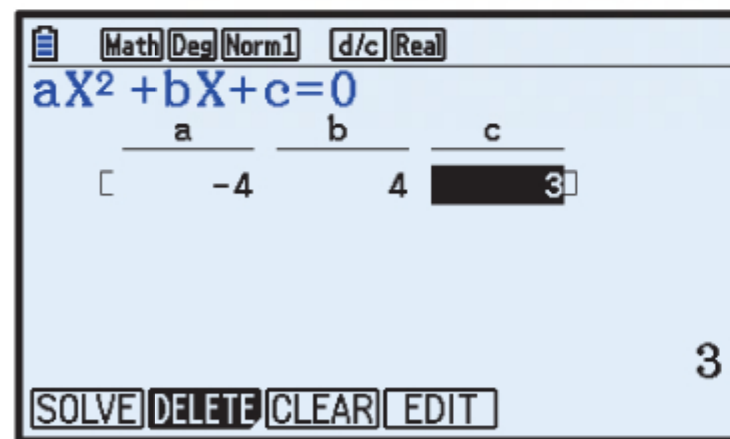 Math Deg Norm1 d/c Real
aX² +bX+c=0
a b c
[ -4 4 3 ]
3
SOLVE DELETE CLEAR EDIT